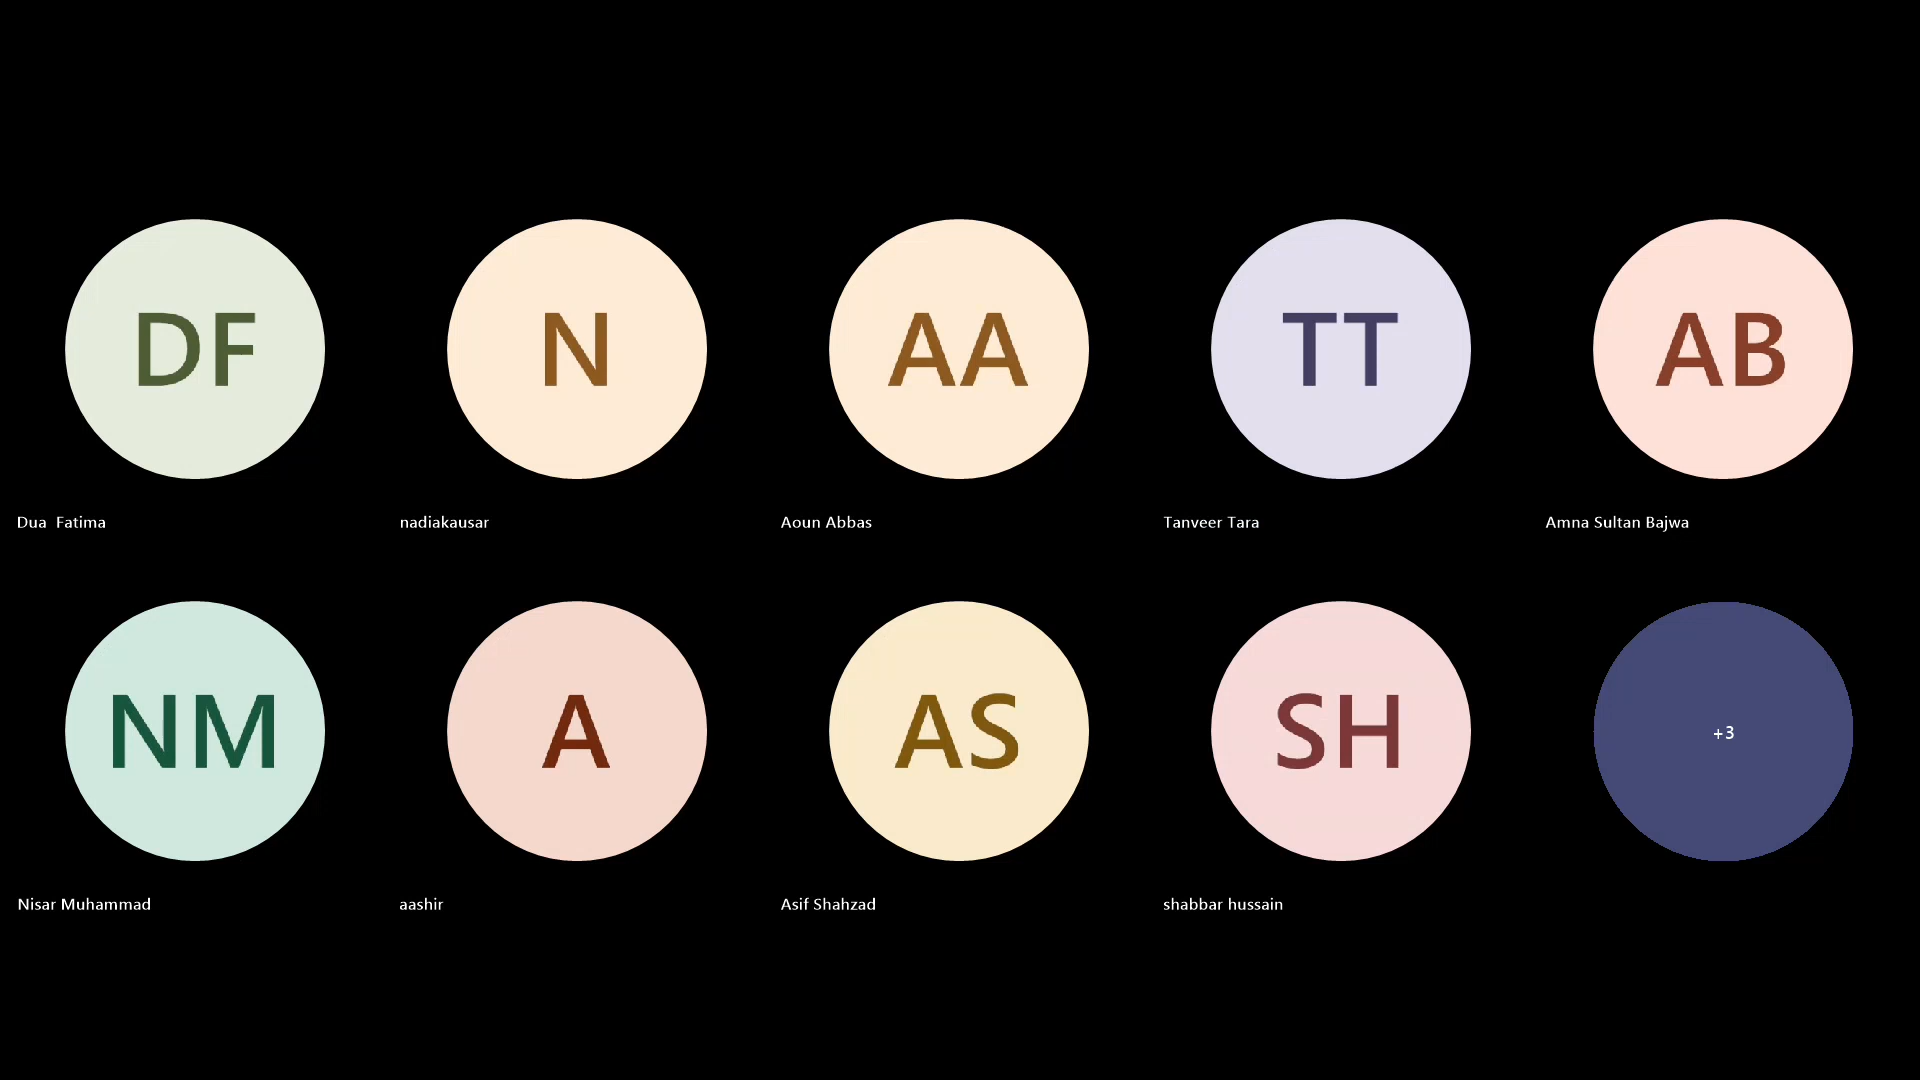 DF
N
AA
TT
AB
Dua  Fatima
nadiakausar
Aoun Abbas
Tanveer Tara
Amna Sultan Bajwa
NM
A
AS
SH
+3
Nisar Muhammad
aashir
Asif Shahzad
shabbar hussain